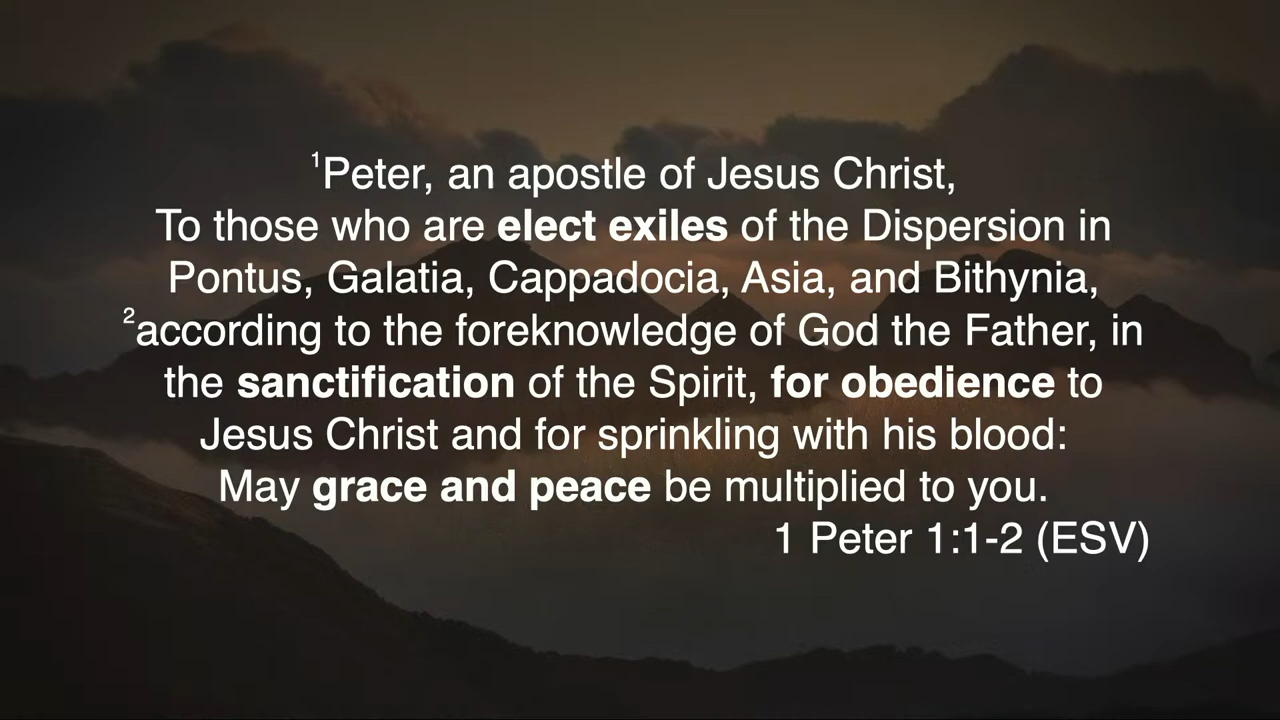 ¹Peter, an apostle of Jesus Christ,
To those who are elect exiles of the Dispersion in
Pontus, Galatia, Cappadocia, Asia, and Bithynia,
²according to the foreknowledge of God the Father, in
the sanctification of the Spirit, for obedience to
Jesus Christ and for sprinkling with his blood:
May grace and peace be multiplied to you.
1 Peter 1:1-2 (ESV)